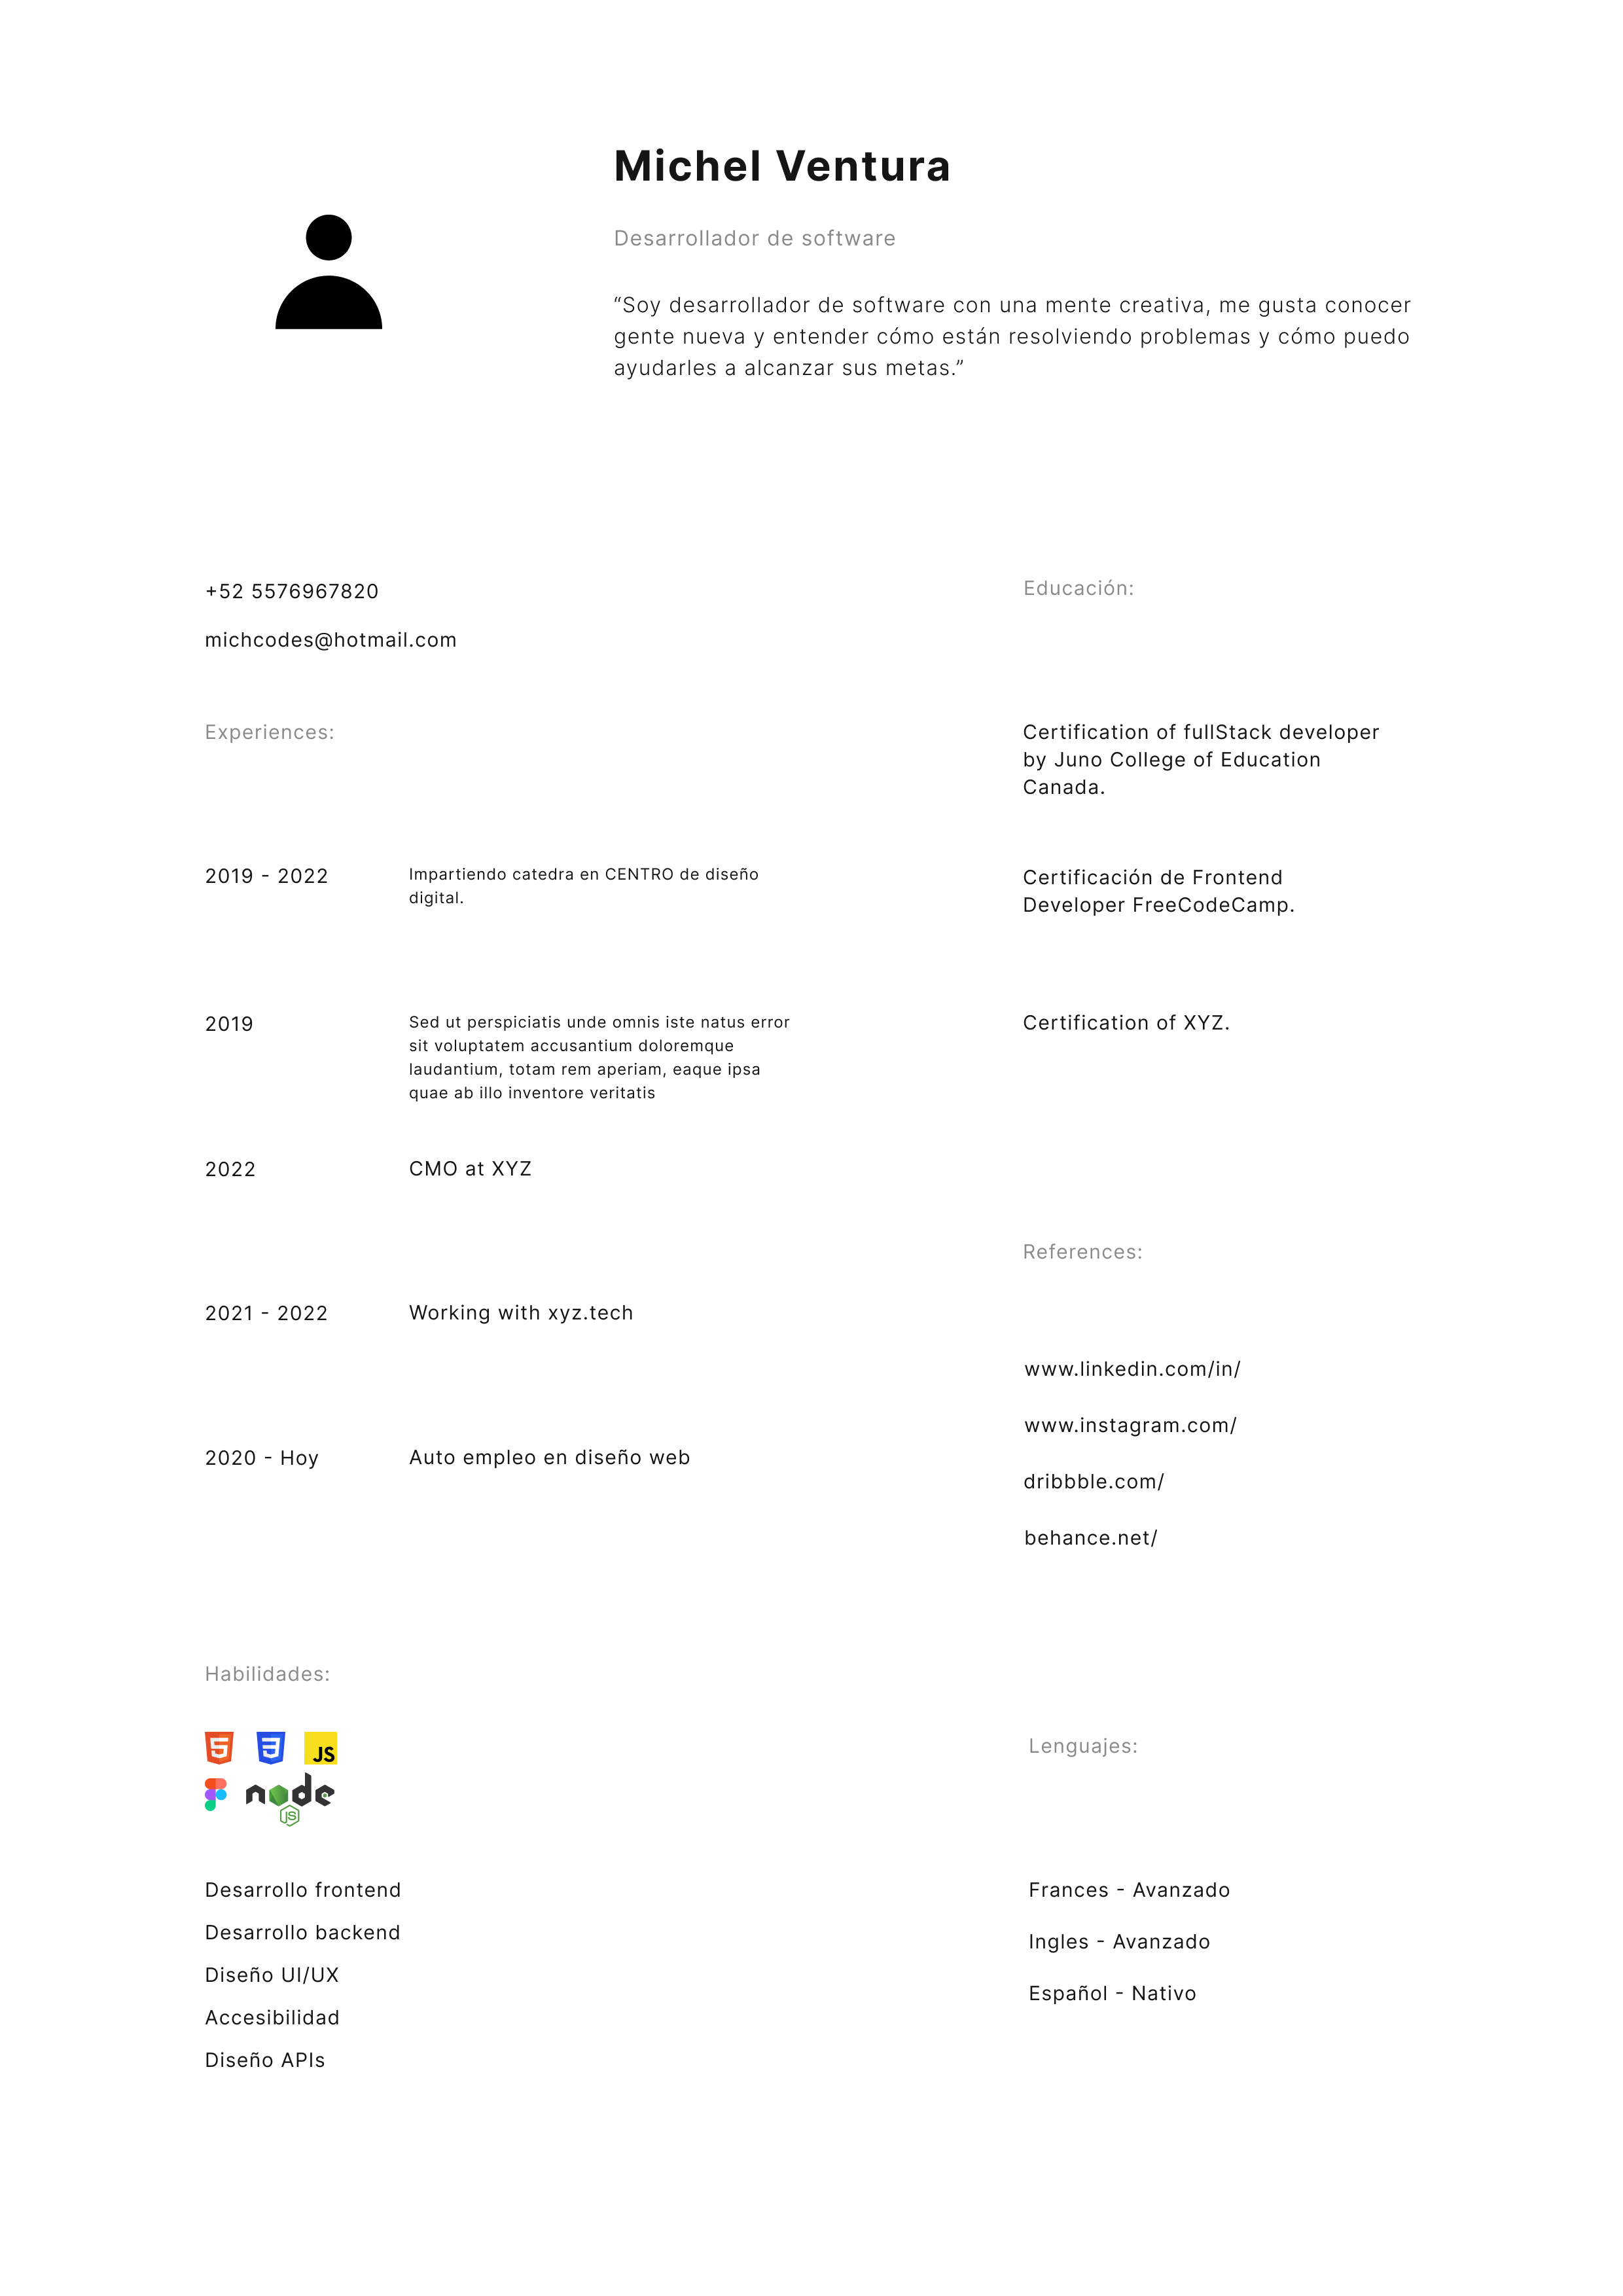 Michel Ventura
Desarrollador de software
“Soy desarrollador de software con una mente creativa, me gusta conocer
gente nueva y entender cómo están resolviendo problemas y cómo puedo
ayudarles a alcanzar sus metas.”
+52 5576967820
michcodes@hotmail.com
Experiences:
2019 - 2022
Impartiendo catedra en CENTRO de diseño
digital.
2019
Sed ut perspiciatis unde omnis iste natus error
sit voluptatem accusantium doloremque
laudantium, totam rem aperiam, eaque ipsa
quae ab illo inventore veritatis
2022
CMO at XYZ
2021 - 2022
Working with xyz.tech
2020 - Hoy
Auto empleo en diseño web
Educación:
Certification of fullStack developer
by Juno College of Education
Canada.
Certificación de Frontend
Developer FreeCodeCamp.
Certification of XYZ.
References:
www.linkedin.com/in/
www.instagram.com/
dribbble.com/
behance.net/
Habilidades:
5 3 JS
node
JS
Desarrollo frontend
Desarrollo backend
Diseño UI/UX
Accesibilidad
Diseño APIs
Lenguajes:
Frances - Avanzado
Ingles - Avanzado
Español - Nativo